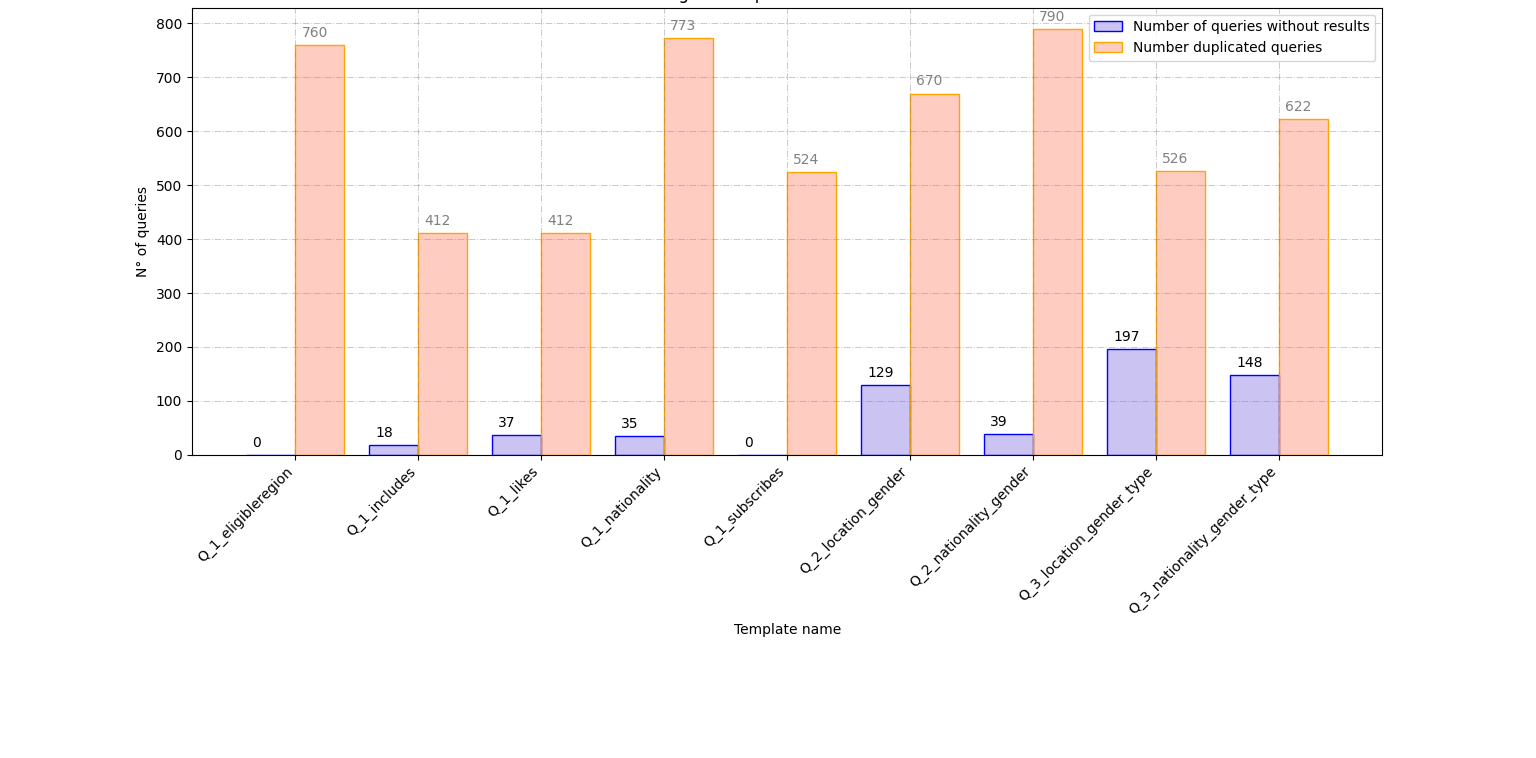 800
700
600
500
400
300
200
100
0
N° of queries
760
773
790
670
622
524
526
412
412
0
18
37
35
0
129
39
197
148
Number of queries without results
Number duplicated queries
Q_1_eligibleregion
Q_1_includes
Q_1_likes
Q_1_nationality
Q_1_subscribes
Q_2_location_gender
Q_2_nationality_gender
Q_3_location_gender_type
Q_3_nationality_gender_type
Template name